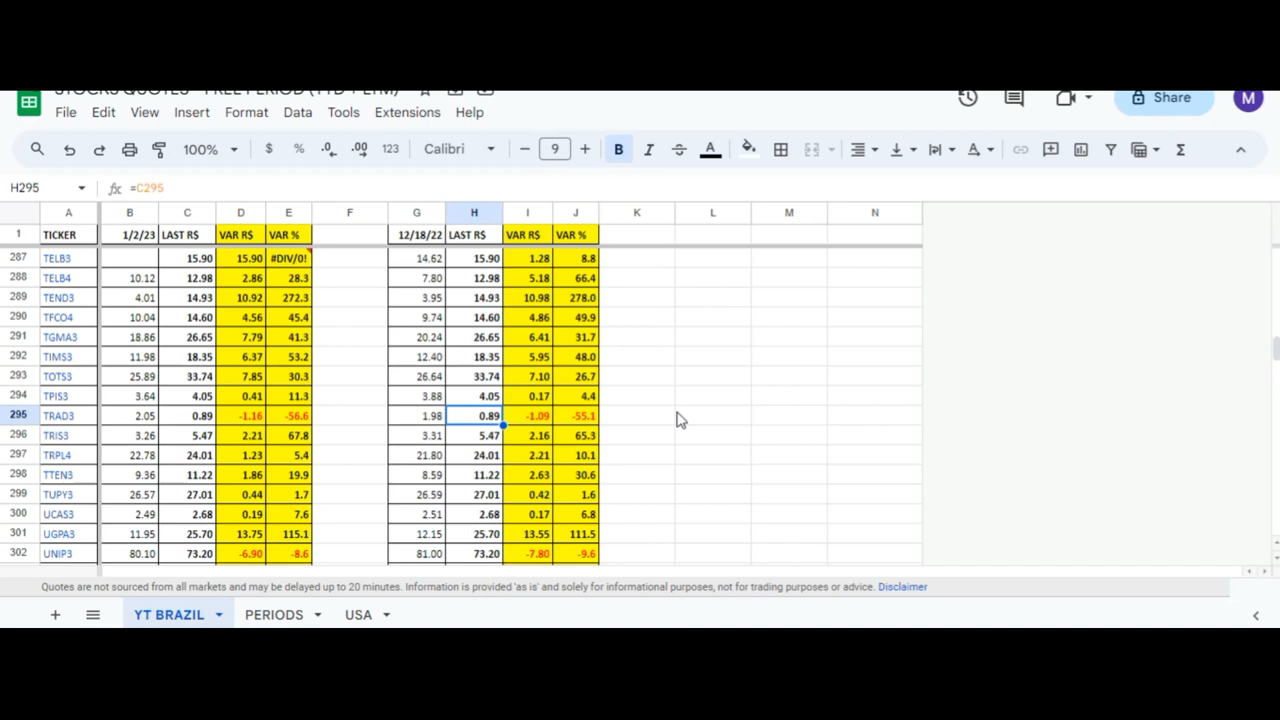 STOCKS QUOTES - FREE PERIOD (YTD + LTM)
File Edit View Insert Format Data Tools Extensions Help
Share M
100% $ % .0 .00 123 Calibri − 9 + B I A A Σ
H295 fx =C295
A B C D E F G H I J K L M N
1 TICKER 1/2/23 LAST R$ VAR R$ VAR % 12/18/22 LAST R$ VAR R$ VAR %
287 TELB3 15.90 15.90 #DIV/0! 14.62 15.90 1.28 8.8
288 TELB4 10.12 12.98 2.86 28.3 7.80 12.98 5.18 66.4
289 TEND3 4.01 14.93 10.92 272.3 3.95 14.93 10.98 278.0
290 TFCO4 10.04 14.60 4.56 45.4 9.74 14.60 4.86 49.9
291 TGMA3 18.86 26.65 7.79 41.3 20.24 26.65 6.41 31.7
292 TIMS3 11.98 18.35 6.37 53.2 12.40 18.35 5.95 48.0
293 TOTS3 25.89 33.74 7.85 30.3 26.64 33.74 7.10 26.7
294 TPIS3 3.64 4.05 0.41 11.3 3.88 4.05 0.17 4.4
295 TRAD3 2.05 0.89 -1.16 -56.6 1.98 0.89 -1.09 -55.1
296 TRIS3 3.26 5.47 2.21 67.8 3.31 5.47 2.16 65.3
297 TRPL4 22.78 24.01 1.23 5.4 21.80 24.01 2.21 10.1
298 TTEN3 9.36 11.22 1.86 19.9 8.59 11.22 2.63 30.6
299 TUPY3 26.57 27.01 0.44 1.7 26.59 27.01 0.42 1.6
300 UCAS3 2.49 2.68 0.19 7.6 2.51 2.68 0.17 6.8
301 UGPA3 11.95 25.70 13.75 115.1 12.15 25.70 13.55 111.5
302 UNIP3 80.10 73.20 -6.90 -8.6 81.00 73.20 -7.80 -9.6
Quotes are not sourced from all markets and may be delayed up to 20 minutes. Information is provided 'as is' and solely for informational purposes, not for trading purposes or advice. Disclaimer
YT BRAZIL PERIODS USA